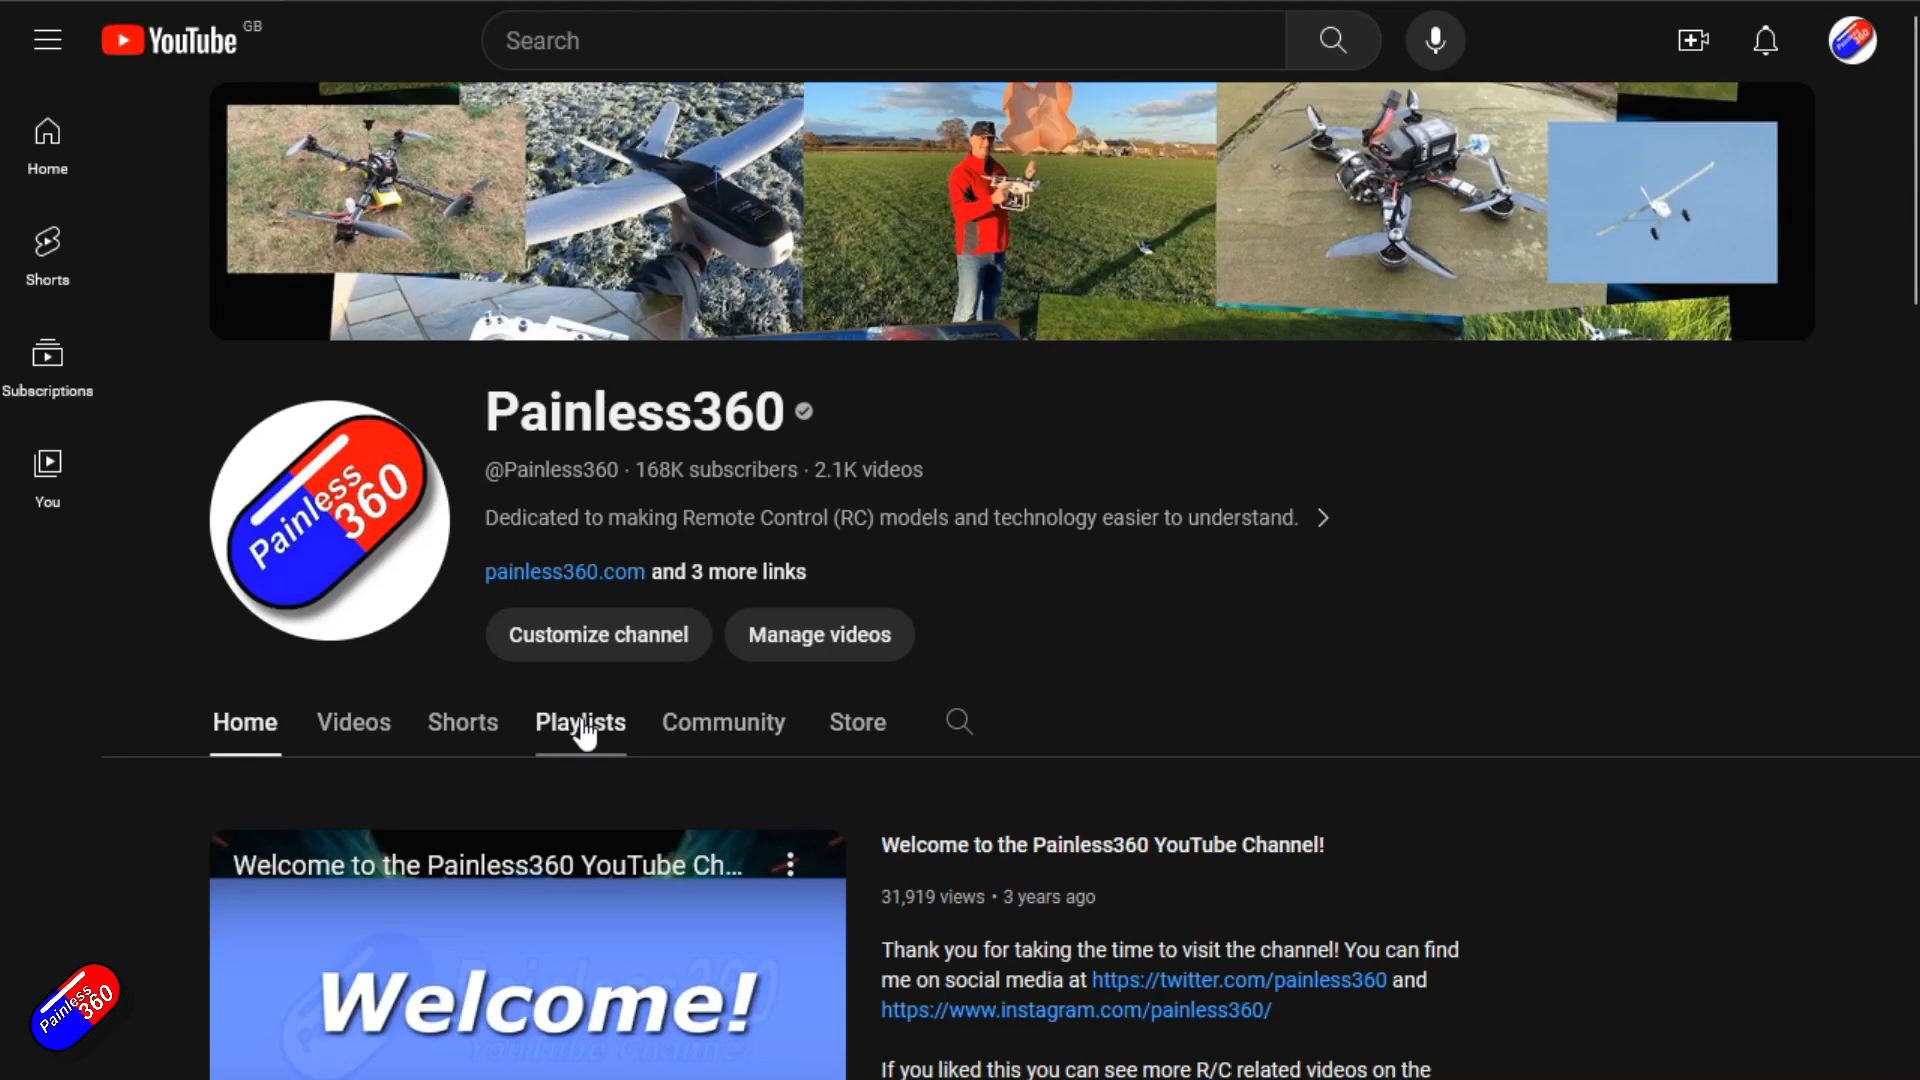 YouTube GB
Search
Home
Shorts
Subscriptions
You
Painless360
Painless 360
@Painless360 · 168K subscribers · 2.1K videos
Dedicated to making Remote Control (RC) models and technology easier to understand.
painless360.com and 3 more links
Customize channel
Manage videos
Home
Videos
Shorts
Playlists
Community
Store
Welcome to the Painless360 YouTube Ch...
Welcome!
YouTube Channel
Welcome to the Painless360 YouTube Channel!
31,919 views • 3 years ago
Thank you for taking the time to visit the channel! You can find
me on social media at https://twitter.com/painless360 and
https://www.instagram.com/painless360/
If you liked this you can see more R/C related videos on the
Painless 360